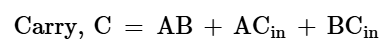 Carry, C = AB + AC_in + BC_in